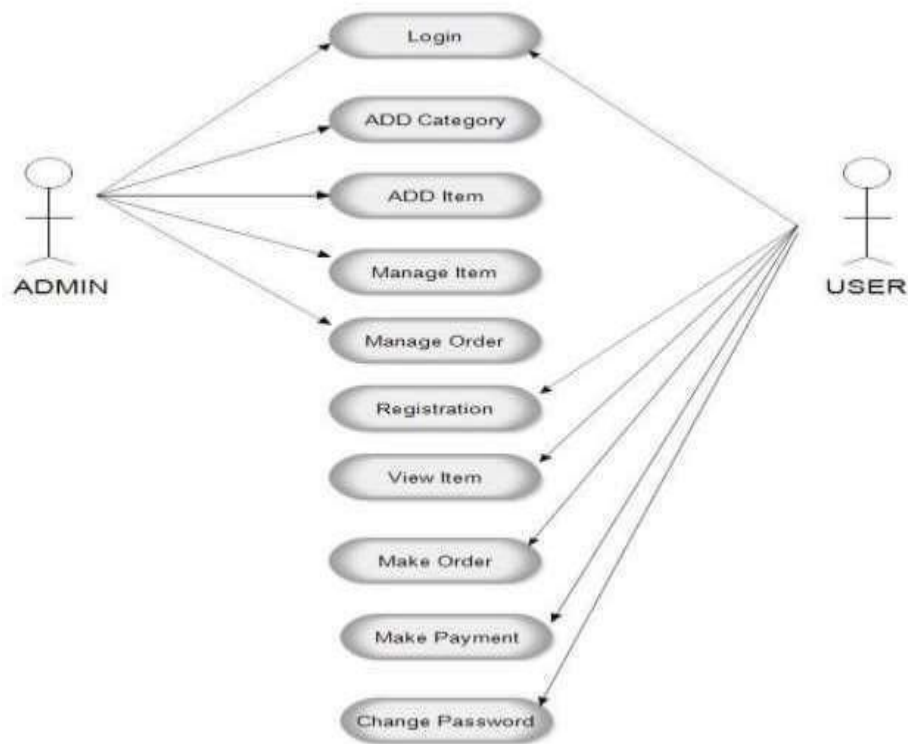 Login
ADD Category
ADD Item
ADMIN
USER
Manage Item
Manage Order
Registration
View Item
Make Order
Make Payment
Change Password